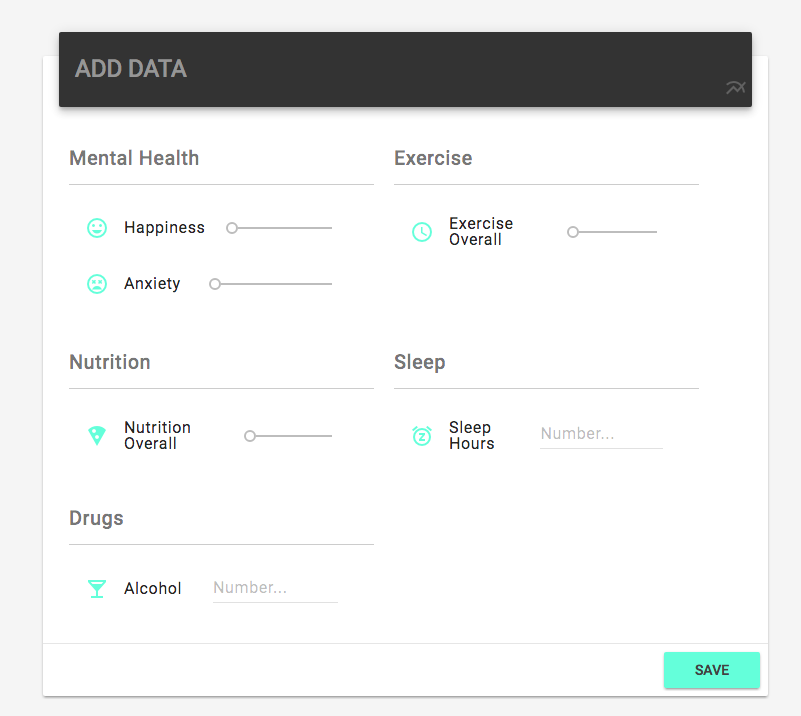 ADD DATA
Mental Health
Happiness
Anxiety
Exercise
Exercise
Overall
Nutrition
Nutrition
Overall
Sleep
Sleep
Hours
Number...
Drugs
Alcohol
Number...
SAVE